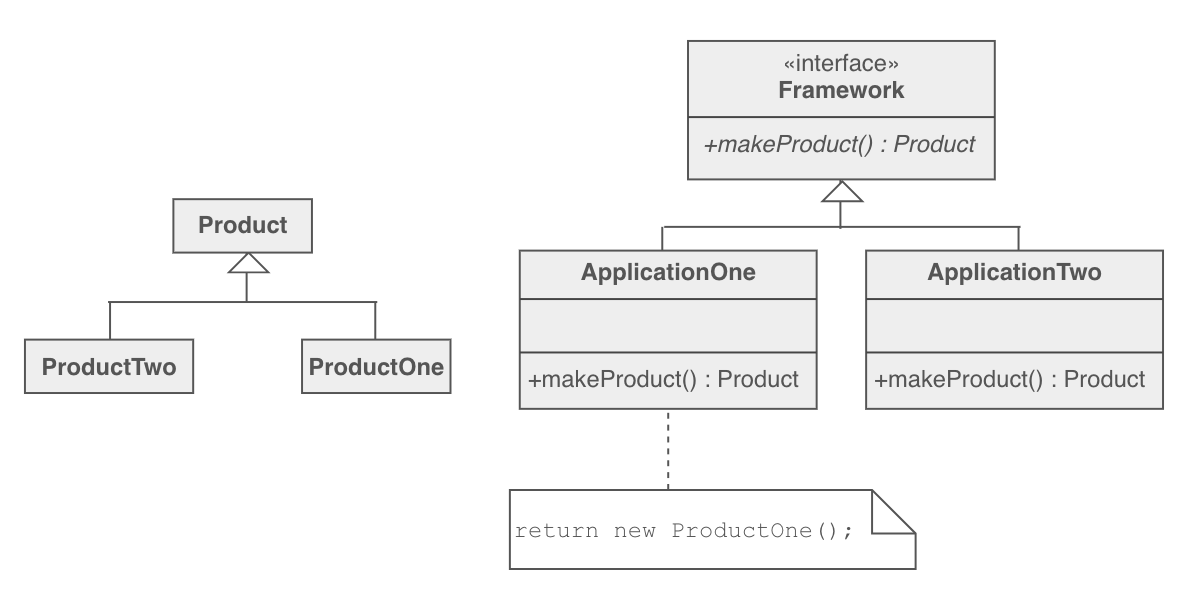 «interface»
Framework
+makeProduct() : Product
Product
ProductTwo
ProductOne
ApplicationOne
+makeProduct() : Product
ApplicationTwo
+makeProduct() : Product
return new ProductOne();